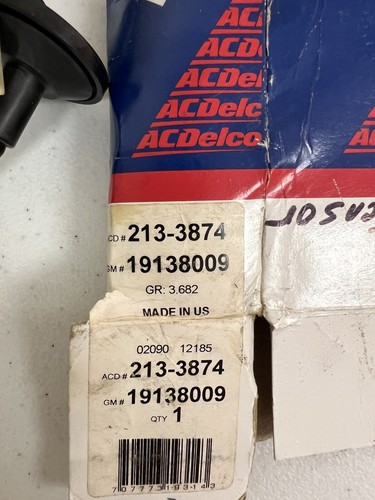 ACDelco
ACDelco
ACDelco
ACDelco
ACDelco
CD # 213-3874
GM # 19138009
GR: 3.682
MADE IN US
02090 12185
ACD # 213-3874
GM # 19138009
QTY 1